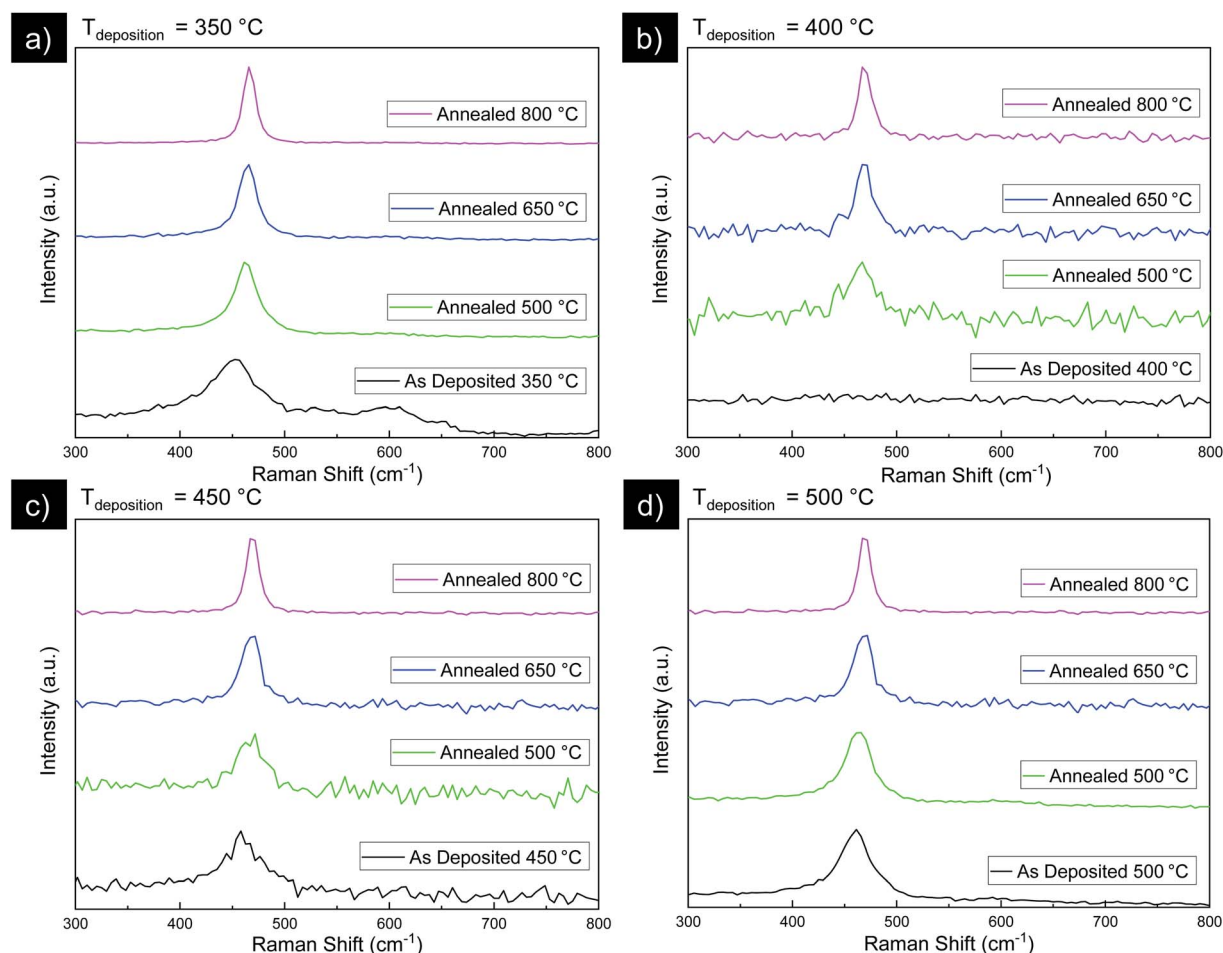 a)
T_deposition = 350 °C
Annealed 800 °C
Annealed 650 °C
Annealed 500 °C
As Deposited 350 °C
Intensity (a.u.)
300 400 500 600 700 800
Raman Shift (cm⁻¹)
b)
T_deposition = 400 °C
Annealed 800 °C
Annealed 650 °C
Annealed 500 °C
As Deposited 400 °C
Intensity (a.u.)
300 400 500 600 700 800
Raman Shift (cm⁻¹)
c)
T_deposition = 450 °C
Annealed 800 °C
Annealed 650 °C
Annealed 500 °C
As Deposited 450 °C
Intensity (a.u.)
300 400 500 600 700 800
Raman Shift (cm⁻¹)
d)
T_deposition = 500 °C
Annealed 800 °C
Annealed 650 °C
Annealed 500 °C
As Deposited 500 °C
Intensity (a.u.)
300 400 500 600 700 800
Raman Shift (cm⁻¹)